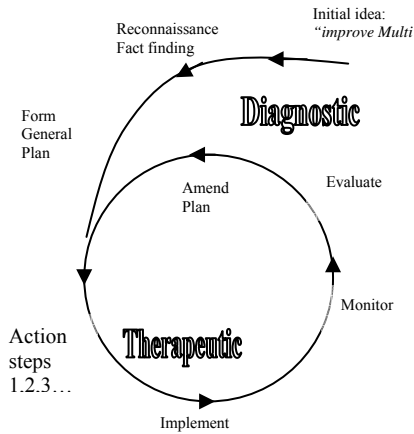 Initial idea:
“improve Multi
Reconnaissance
Fact finding
Diagnostic
Form
General
Plan
Amend
Plan
Evaluate
Monitor
Action
steps
1.2.3…
Therapeutic
Implement